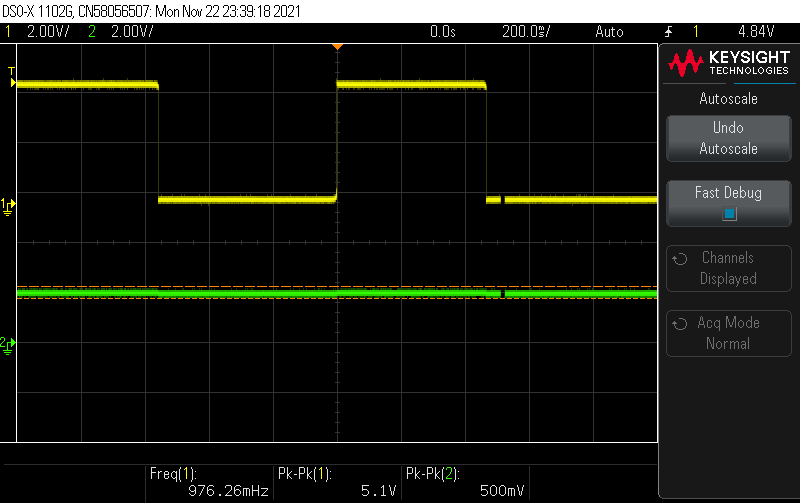 DSO-X 1102G, CN58056507: Mon Nov 22 23:39:18 2021
1 2.00V/ 2 2.00V/ 0.0s 200.0ms/ Auto 1 4.84V
KEYSIGHT
TECHNOLOGIES
Autoscale
Undo
Autoscale
Fast Debug
Channels
Displayed
Acq Mode
Normal
T
1
2
Freq(1): Pk-Pk(1): Pk-Pk(2):
976.26mHz 5.1V 500mV